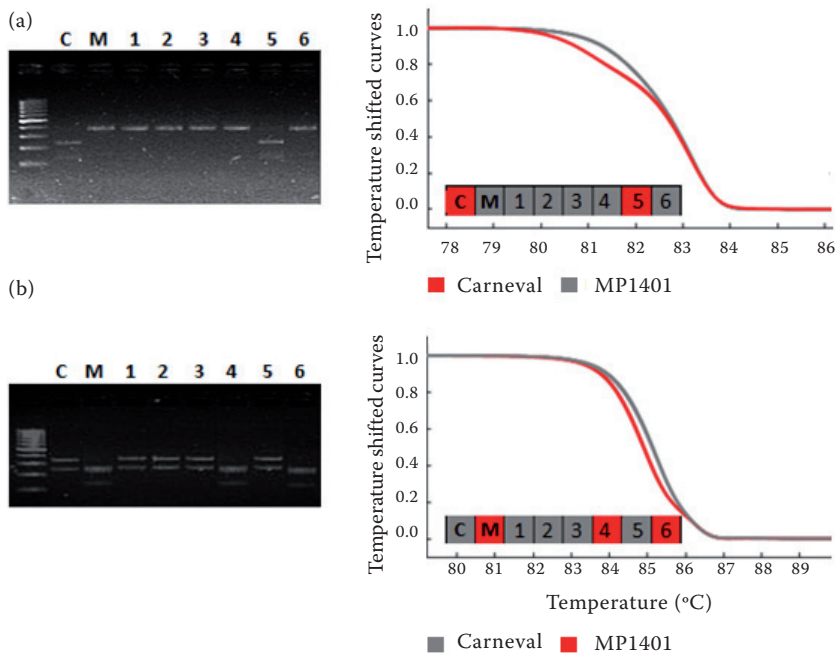 (a)
C M 1 2 3 4 5 6
Temperature shifted curves
1.0
0.8
0.6
0.4
0.2
0.0
C M 1 2 3 4 5 6
78 79 80 81 82 83 84 85 86
Carneval MP1401
(b)
C M 1 2 3 4 5 6
Temperature shifted curves
1.0
0.8
0.6
0.4
0.2
0.0
C M 1 2 3 4 5 6
80 81 82 83 84 85 86 87 88 89
Temperature (ºC)
Carneval MP1401